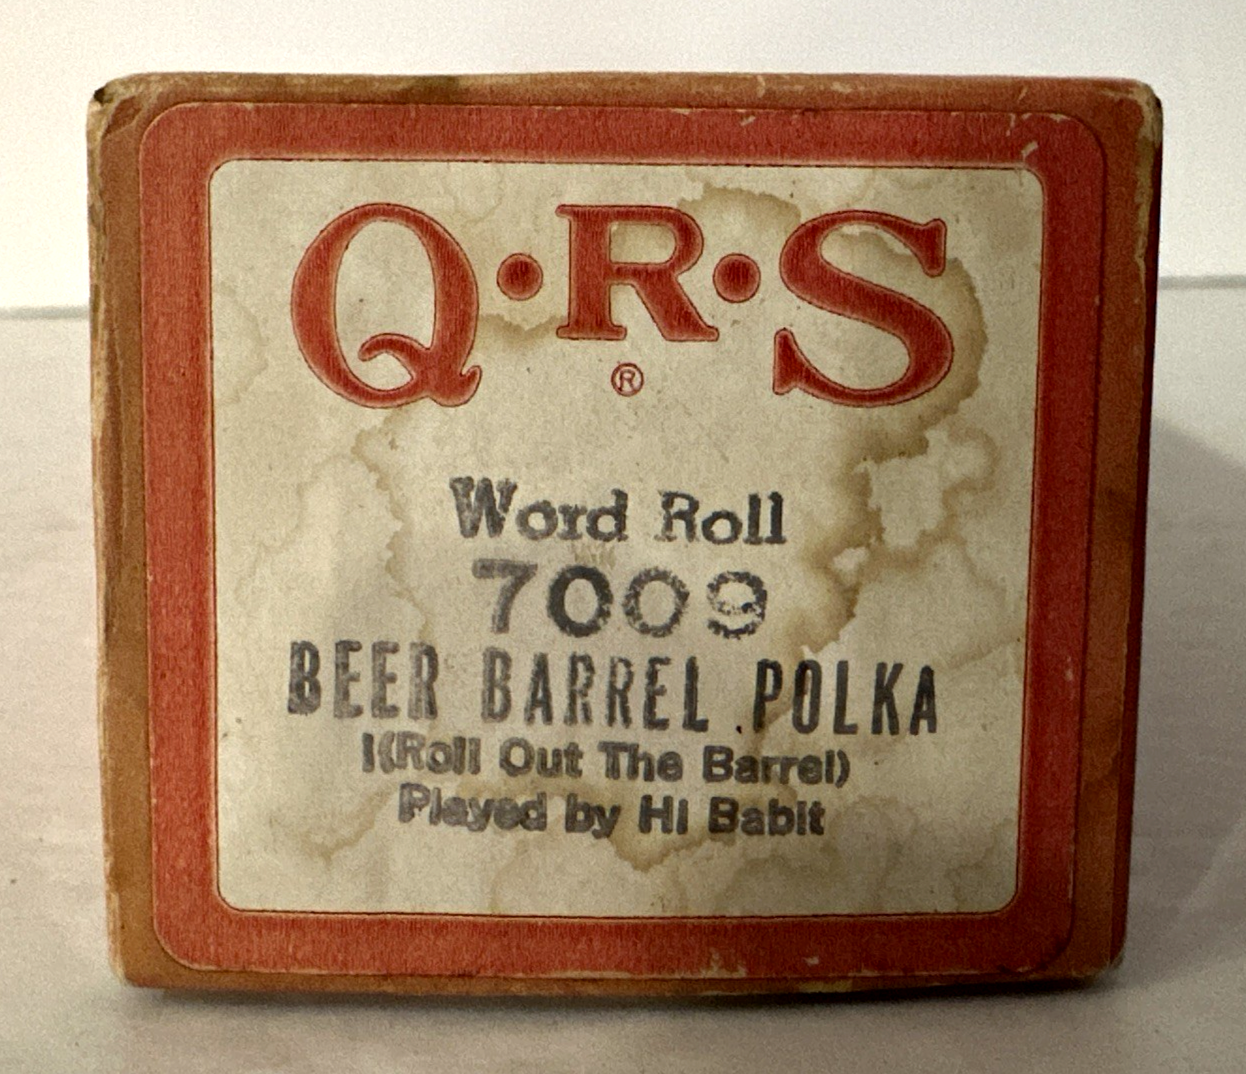 Q·R·S
®
Word Roll
7009
BEER BARREL POLKA
I(Roll Out The Barrel)
Played by Hi Babit